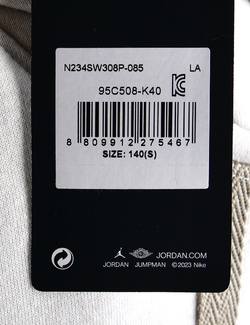 N234SW308P-085 LA
95C508-K40
8 809912 275467
SIZE: 140(S)
JORDAN.COM
JORDAN JUMPMAN ©2023 Nike